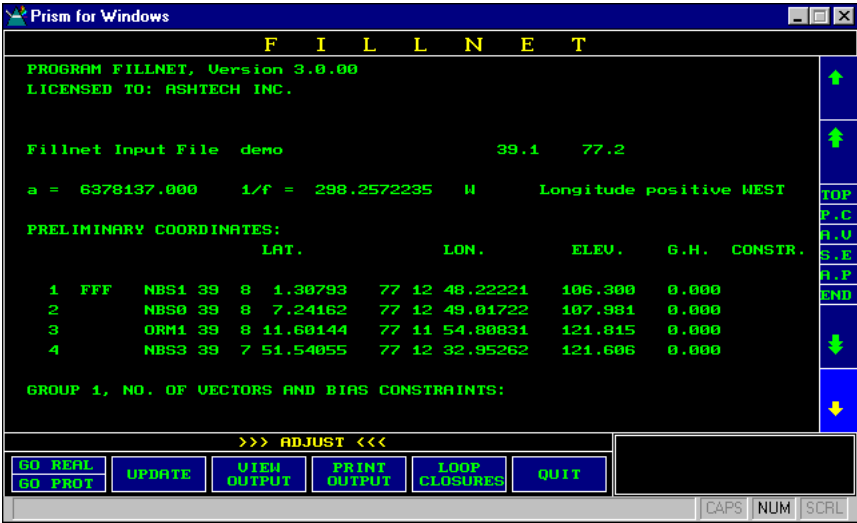 Prism for Windows
F I L L N E T
PROGRAM FILLNET, Version 3.0.00
LICENSED TO: ASHTECH INC.
Fillnet Input File demo 39.1 77.2
a = 6378137.000 1/f = 298.2572235 W Longitude positive WEST
PRELIMINARY COORDINATES:
LAT. LON. ELEV. G.H. CONSTR.
1 FFF NBS1 39 8 1.30793 77 12 48.22221 106.300 0.000
2 NBS0 39 8 7.24162 77 12 49.01722 107.981 0.000
3 ORM1 39 8 11.60144 77 11 54.80831 121.815 0.000
4 NBS3 39 7 51.54055 77 12 32.95262 121.606 0.000
GROUP 1, NO. OF VECTORS AND BIAS CONSTRAINTS:
TOP
P.C
A.V
S.E
A.P
END
>>> ADJUST <<<
GO REAL
GO PROT
UPDATE
VIEW OUTPUT
PRINT OUTPUT
LOOP CLOSURES
QUIT
CAPS NUM SCRL